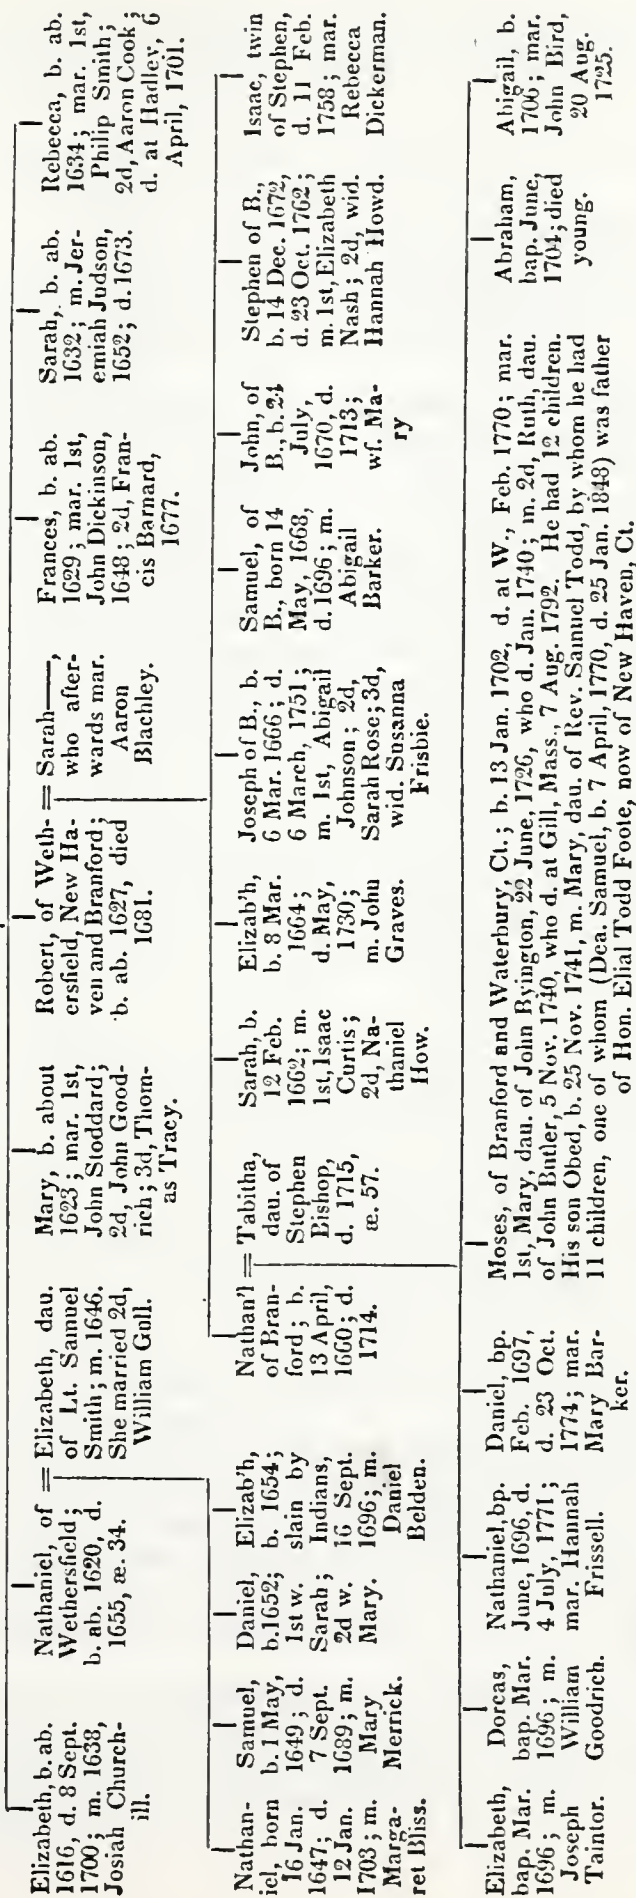 Elizabeth, b. ab.
1616, d. 8 Sept.
1700; m. 1638,
Josiah Church-
ill.
Nathaniel, of
Wethersfield;
b. ab. 1620, d.
1655, æ. 34.
= Elizabeth, dau.
of Lt. Samuel
Smith; m. 1646.
She married 2d,
William Gull.
Mary, b. about
1623; mar. 1st,
John Stoddard;
2d, John Good-
rich; 3d, Thom-
as Tracy.
Robert, of Weth-
ersfield, New Ha-
ven and Branford;
b. ab. 1627, died
1681.
= Sarah——,
who after-
wards mar.
Aaron
Blachley.
Frances, b. ab.
1629; mar. 1st,
John Dickinson,
1648; 2d, Fran-
cis Barnard,
1677.
Sarah, b. ab.
1632; m. Jer-
emiah Judson,
1652; d. 1673.
Rebecca, b. ab.
1634; mar. 1st,
Philip Smith;
2d, Aaron Cook;
d. at Hadley, 6
April, 1701.
Nathan-
iel, born
16 Jan.
1647; d.
12 Jan.
1703; m.
Marga-
ret Bliss.
Samuel,
b. 1 May,
1649; d.
7 Sept.
1689; m.
Mary
Merrick.
Daniel,
b. 1652;
1st w.
Sarah;
2d w.
Mary.
Elizab'h,
b. 1654;
slain by
Indians,
16 Sept.
1696; m.
Daniel
Belden.
Nathan'l
of Bran-
ford; b.
13 April,
1660; d.
1714.
= Tabitha,
dau. of
Stephen
Bishop,
d. 1715,
æ. 57.
Sarah, b.
12 Feb.
1662; m.
1st, Isaac
Curtis;
2d, Na-
thaniel
How.
Elizab'h,
b. 8 Mar.
1664;
d. May,
1730;
m. John
Graves.
Joseph of B., b.
6 Mar. 1666; d.
6 March, 1751;
m. 1st, Abigail
Johnson; 2d,
Sarah Rose; 3d,
wid. Susanna
Frisbie.
Samuel, of
B., born 14
May, 1668,
d. 1696; m.
Abigail
Barker.
John, of
B., b. 24
July,
1670, d.
1713;
wf. Ma-
ry
Stephen of B.,
b. 14 Dec. 1672,
d. 23 Oct. 1762;
m. 1st, Elizabeth
Nash; 2d, wid.
Hannah Howd.
Isaac, twin
of Stephen,
d. 11 Feb.
1758; mar.
Rebecca
Dickerman.
Elizabeth,
bap. Mar.
1696; m.
Joseph
Taintor.
Dorcas,
bap. Mar.
1696; m.
William
Goodrich.
Nathaniel, bp.
June, 1696, d.
4 July, 1771;
mar. Hannah
Frissell.
Daniel, bp.
Feb. 1697,
d. 23 Oct.
1774; mar.
Mary Bar-
ker.
Moses, of Branford and Waterbury, Ct.; b. 13 Jan. 1702, d. at W., Feb. 1770; mar.
1st, Mary, dau. of John Byington, 22 June, 1726, who d. Jan. 1740; m. 2d, Ruth, dau.
of John Butler, 5 Nov. 1740, who d. at Gill, Mass., 7 Aug. 1792. He had 12 children.
His son Obed, b. 25 Nov. 1741, m. Mary, dau. of Rev. Samuel Todd, by whom he had
11 children, one of whom (Dea. Samuel, b. 7 April, 1770, d. 25 Jan. 1848) was father
of Hon. Elial Todd Foote, now of New Haven, Ct.
Abraham,
bap. June,
1704; died
young.
Abigail, b.
1706; mar.
John Bird,
20 Aug.
1725.